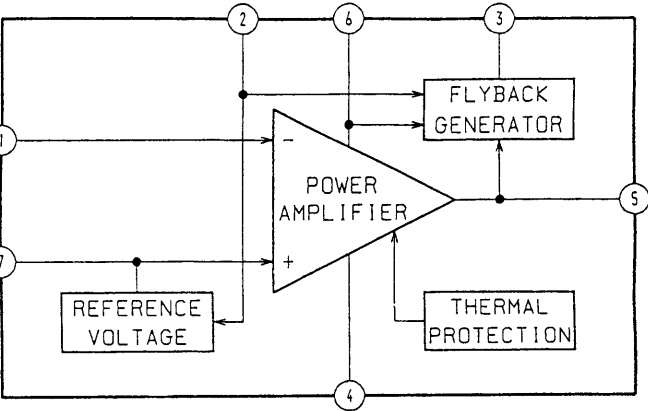 2
6
3
FLYBACK
GENERATOR
1
-
POWER
AMPLIFIER
5
7
+
REFERENCE
VOLTAGE
THERMAL
PROTECTION
4